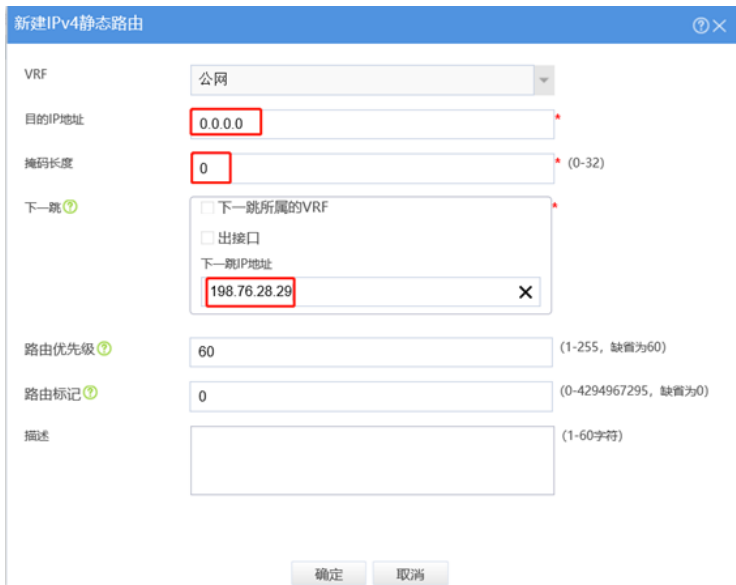 新建IPv4静态路由
VRF
公网
目的IP地址
0.0.0.0
*
掩码长度
0
* (0-32)
下一跳
下一跳所属的VRF
*
出接口
下一跳IP地址
198.76.28.29
路由优先级
60
(1-255，缺省为60)
路由标记
0
(0-4294967295，缺省为0)
描述
(1-60字符)
确定 取消